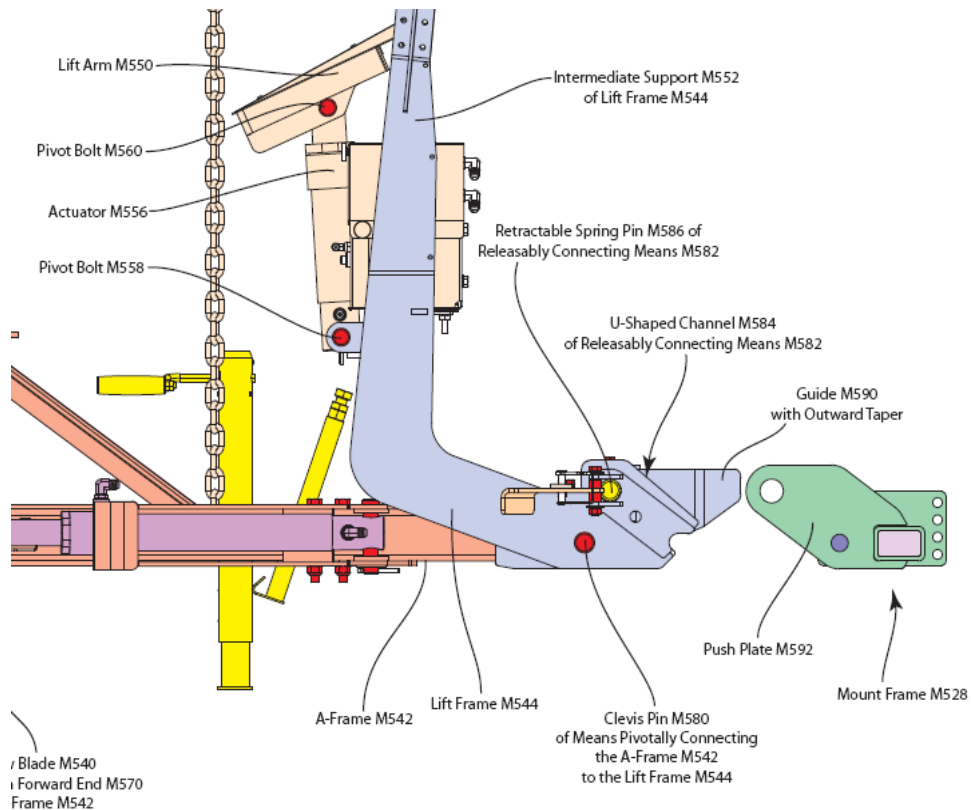 Lift Arm M550
Intermediate Support M552
of Lift Frame M544
Pivot Bolt M560
Actuator M556
Retractable Spring Pin M586 of
Releasably Connecting Means M582
Pivot Bolt M558
U-Shaped Channel M584
of Releasably Connecting Means M582
Guide M590
with Outward Taper
Push Plate M592
Mount Frame M528
A-Frame M542
Lift Frame M544
Clevis Pin M580
of Means Pivotally Connecting
the A-Frame M542
to the Lift Frame M544
Blade M540
Forward End M570
Frame M542